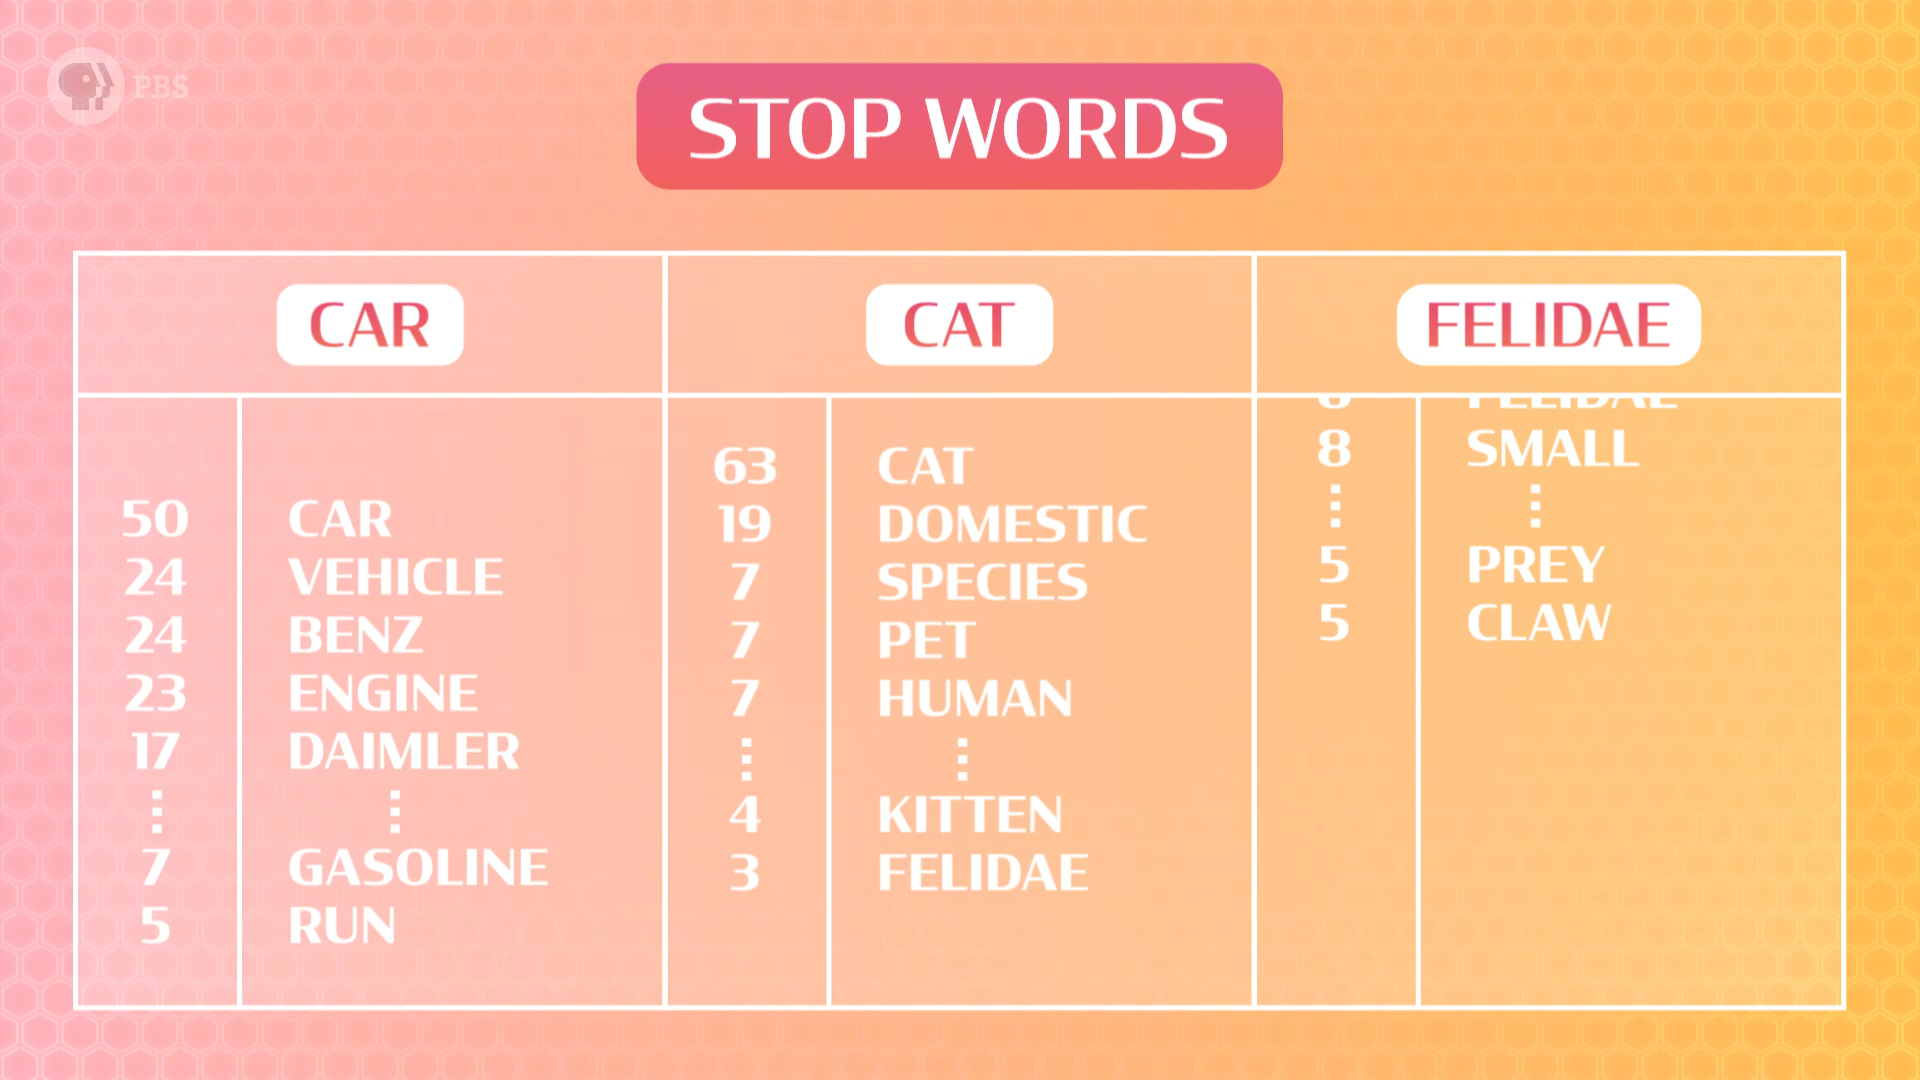 PBS
STOP WORDS
CAR
50 CAR
24 VEHICLE
24 BENZ
23 ENGINE
17 DAIMLER
⋮ ⋮
7 GASOLINE
5 RUN
CAT
63 CAT
19 DOMESTIC
7 SPECIES
7 PET
7 HUMAN
⋮ ⋮
4 KITTEN
3 FELIDAE
FELIDAE
FELIDAE
8 SMALL
⋮ ⋮
5 PREY
5 CLAW